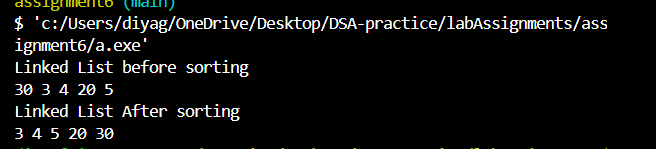 assignment6 (main)
$ 'c:/Users/diyag/OneDrive/Desktop/DSA-practice/labAssignments/ass
ignment6/a.exe'
Linked List before sorting
30 3 4 20 5
Linked List After sorting
3 4 5 20 30